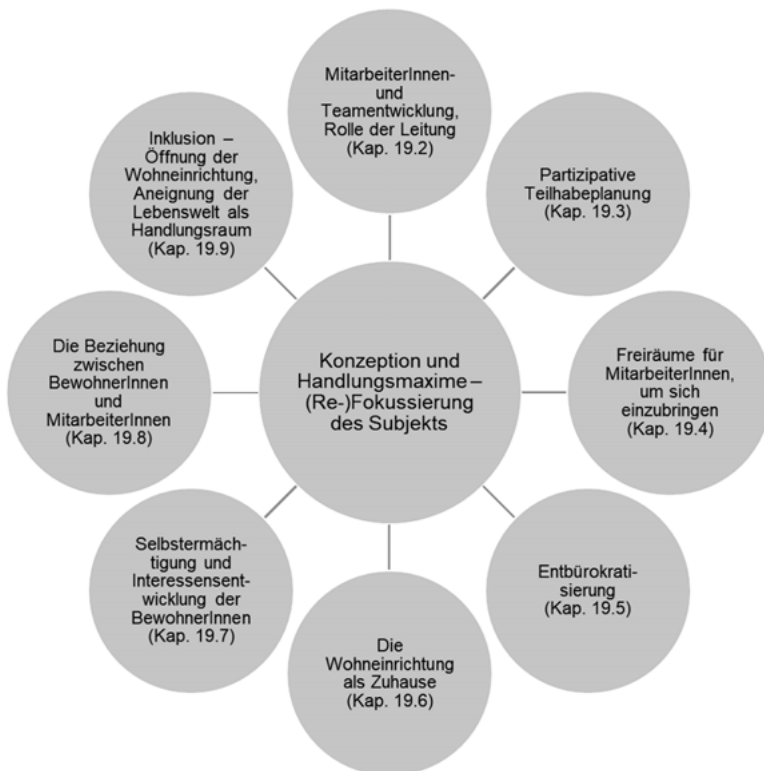 MitarbeiterInnen-
und
Teamentwicklung,
Rolle der Leitung
(Kap. 19.2)
Partizipative
Teilhabeplanung
(Kap. 19.3)
Freiräume für
MitarbeiterInnen,
um sich
einzubringen
(Kap. 19.4)
Entbürokrati-
sierung
(Kap. 19.5)
Die
Wohneinrichtung
als Zuhause
(Kap. 19.6)
Selbstermäch-
tigung und
Interessensent-
wicklung der
BewohnerInnen
(Kap. 19.7)
Die Beziehung
zwischen
BewohnerInnen
und
MitarbeiterInnen
(Kap. 19.8)
Inklusion –
Öffnung der
Wohneinrichtung,
Aneignung der
Lebenswelt als
Handlungsraum
(Kap. 19.9)
Konzeption und
Handlungsmaxime –
(Re-)Fokussierung
des Subjekts